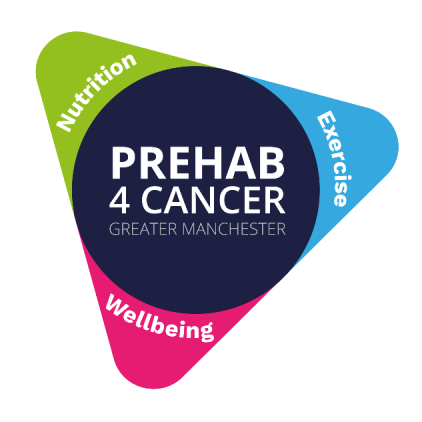 Nutrition
Exercise
PREHAB
4 CANCER
GREATER MANCHESTER
Wellbeing